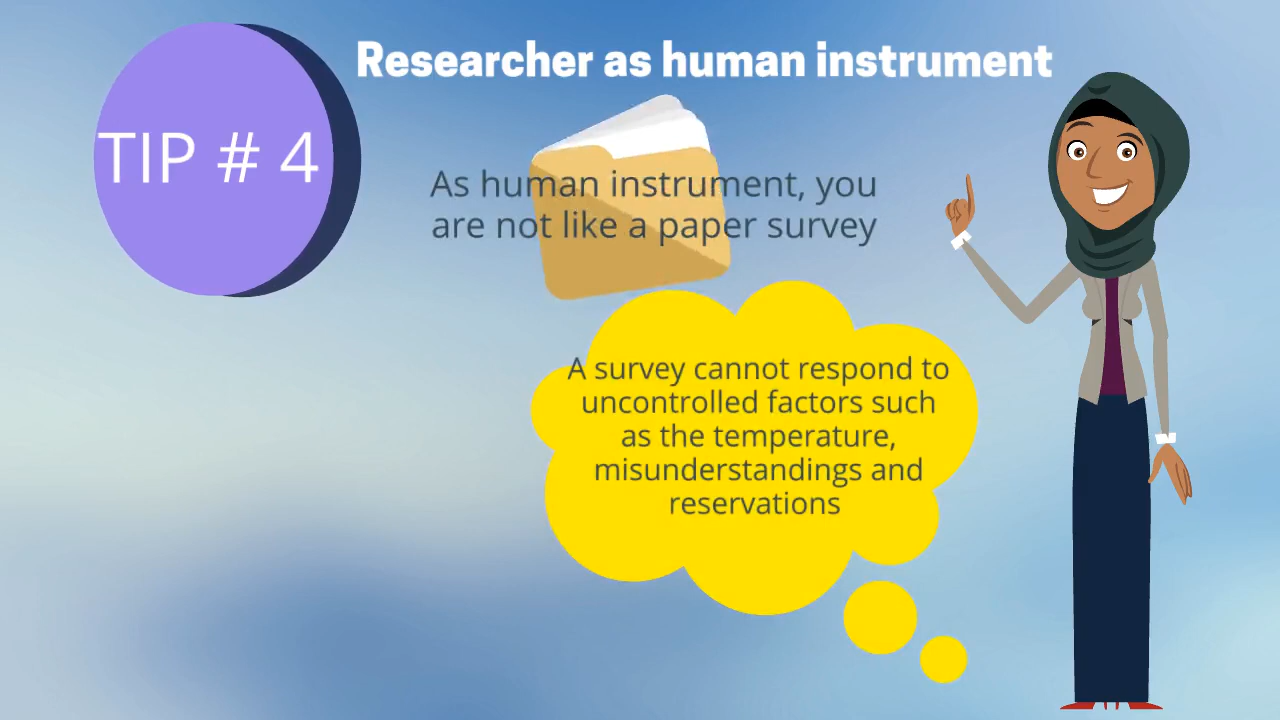 TIP # 4
Researcher as human instrument
As human instrument, you
are not like a paper survey
A survey cannot respond to
uncontrolled factors such
as the temperature,
misunderstandings and
reservations